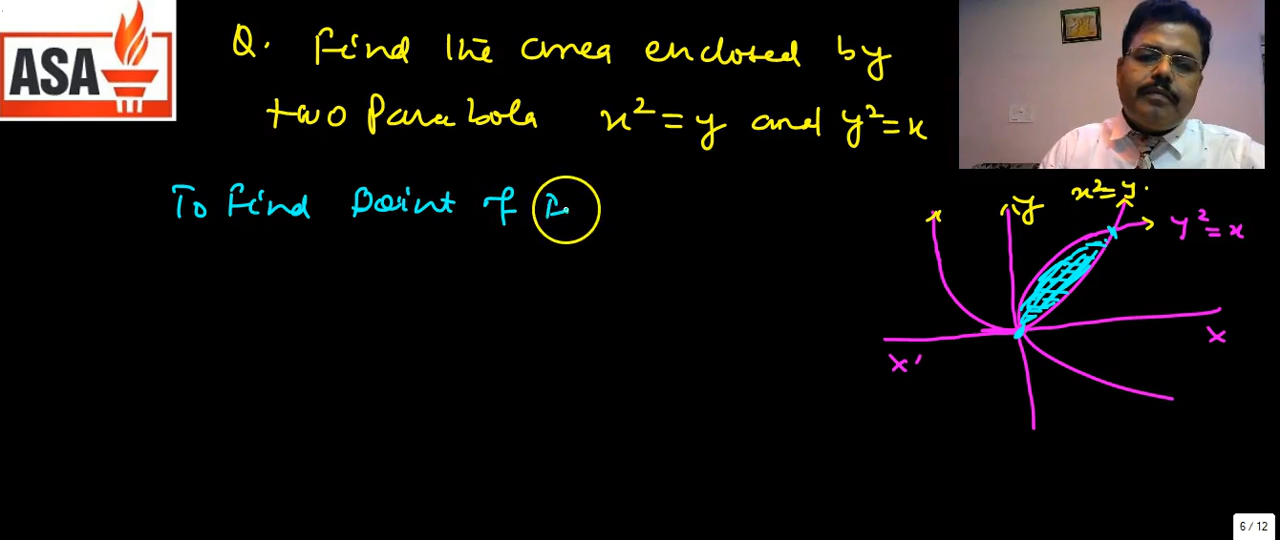 ASA
Q. Find the area enclosed by
two Parabola x² = y and y² = x
To Find Point of
x² = y
y
y² = x
X
X'
6 / 12